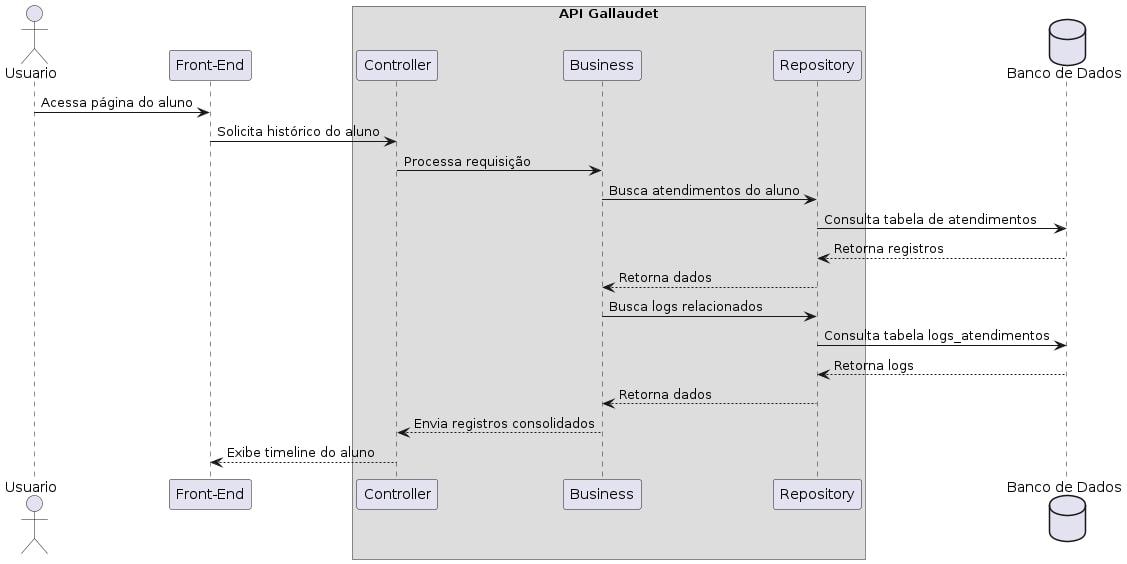 API Gallaudet
Usuario
Front-End
Controller
Business
Repository
Banco de Dados
Acessa página do aluno
Solicita histórico do aluno
Processa requisição
Busca atendimentos do aluno
Consulta tabela de atendimentos
Retorna registros
Retorna dados
Busca logs relacionados
Consulta tabela logs_atendimentos
Retorna logs
Retorna dados
Envia registros consolidados
Exibe timeline do aluno
Usuario
Front-End
Controller
Business
Repository
Banco de Dados